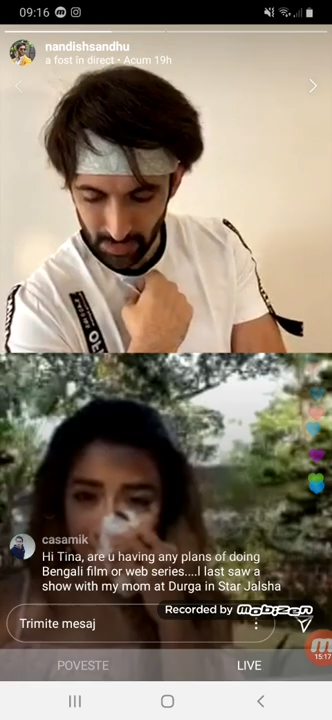 09:16
nandishsandhu
a fost în direct • Acum 19h
casamik
Hi Tina, are u having any plans of doing
Bengali film or web series....I last saw a
show with my mom at Durga in Star Jalsha
Recorded by mobizen
Trimite mesaj
15:17
POVESTE
LIVE